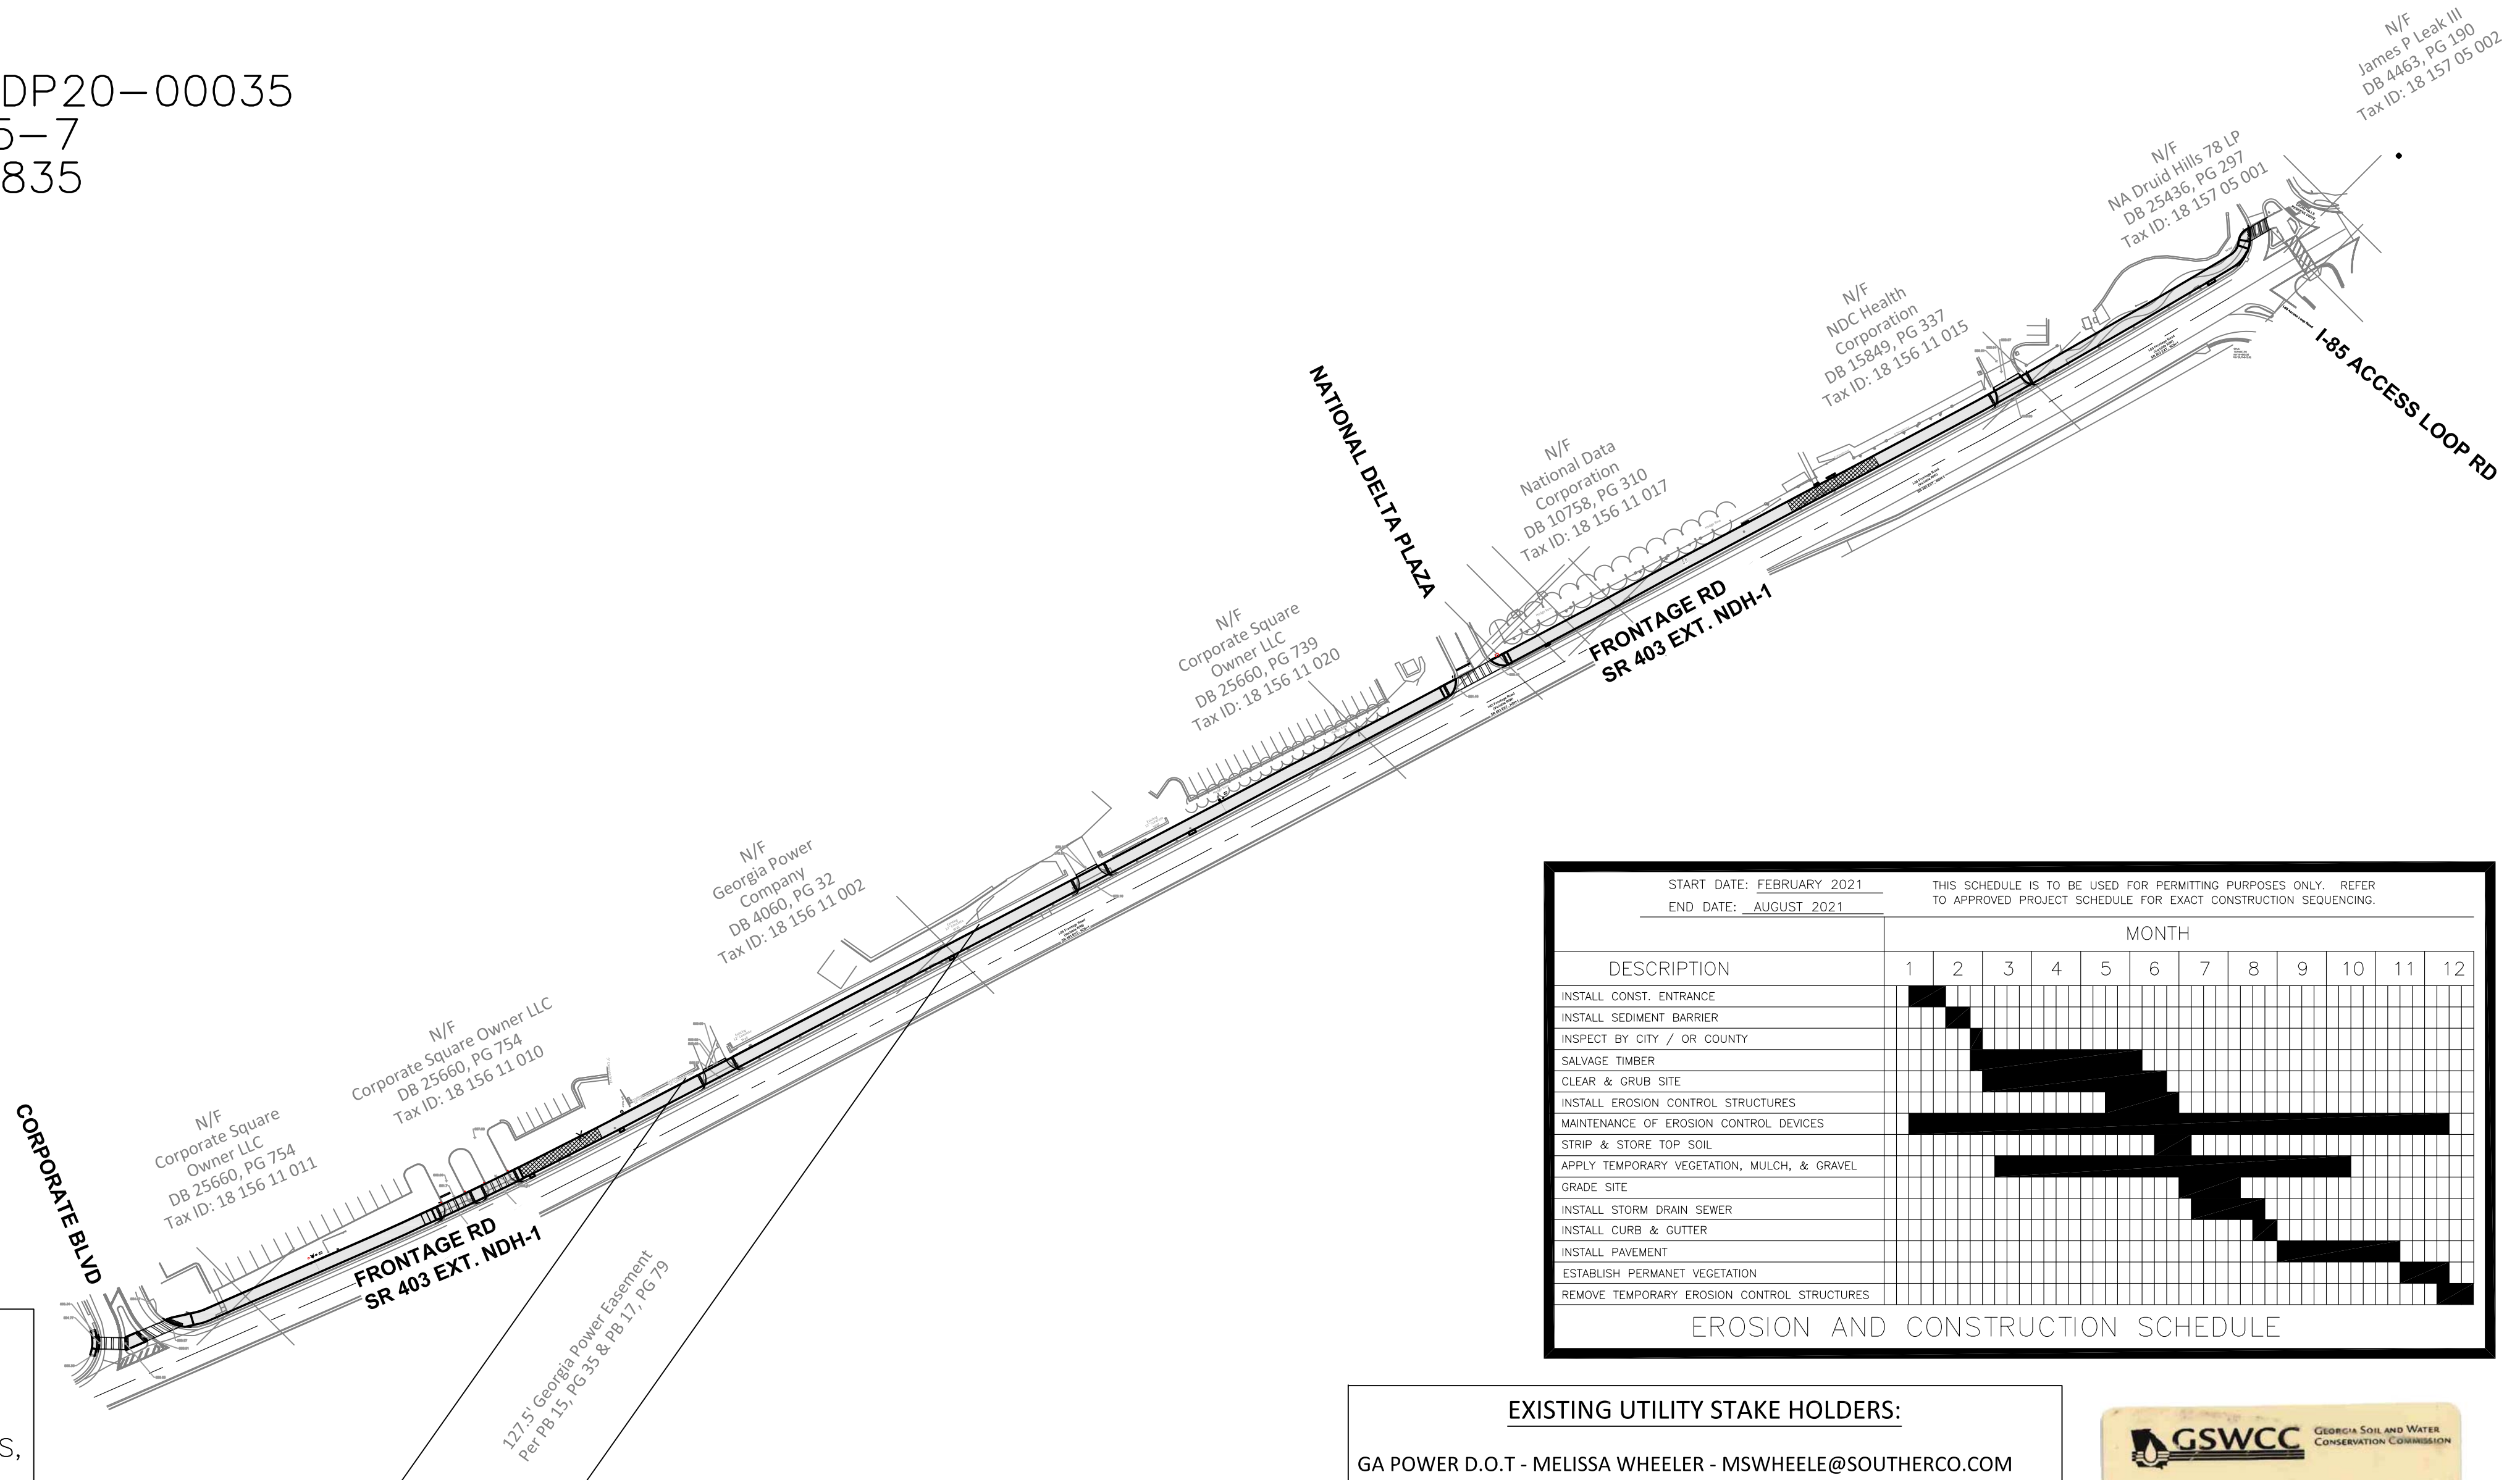 DP20-00035
5-7
835
N/F
James P Leak III
DB 4463, PG 190
Tax ID: 18 157 05 002
N/F
NA Druid Hills 78 LP
DB 25436, PG 297
Tax ID: 18 157 05 001
N/F
NDC Health
Corporation
DB 15849, PG 337
Tax ID: 18 156 11 015
I-85 ACCESS LOOP RD
NATIONAL DELTA PLAZA
N/F
National Data
Corporation
DB 10758, PG 310
Tax ID: 18 156 11 017
FRONTAGE RD
SR 403 EXT. NDH-1
N/F
Corporate Square
Owner LLC
DB 25660, PG 739
Tax ID: 18 156 11 020
N/F
Georgia Power
Company
DB 4060, PG 32
Tax ID: 18 156 11 002
N/F
Corporate Square Owner LLC
DB 25660, PG 754
Tax ID: 18 156 11 010
N/F
Corporate Square
Owner LLC
DB 25660, PG 754
Tax ID: 18 156 11 011
CORPORATE BLVD
FRONTAGE RD
SR 403 EXT. NDH-1
127.5' Georgia Power Easement
Per PB 15, PG 35 & PB 17, PG 79
S,
START DATE: FEBRUARY 2021
END DATE: AUGUST 2021
THIS SCHEDULE IS TO BE USED FOR PERMITTING PURPOSES ONLY. REFER
TO APPROVED PROJECT SCHEDULE FOR EXACT CONSTRUCTION SEQUENCING.
MONTH
DESCRIPTION 1 2 3 4 5 6 7 8 9 10 11 12
INSTALL CONST. ENTRANCE
INSTALL SEDIMENT BARRIER
INSPECT BY CITY / OR COUNTY
SALVAGE TIMBER
CLEAR & GRUB SITE
INSTALL EROSION CONTROL STRUCTURES
MAINTENANCE OF EROSION CONTROL DEVICES
STRIP & STORE TOP SOIL
APPLY TEMPORARY VEGETATION, MULCH, & GRAVEL
GRADE SITE
INSTALL STORM DRAIN SEWER
INSTALL CURB & GUTTER
INSTALL PAVEMENT
ESTABLISH PERMANET VEGETATION
REMOVE TEMPORARY EROSION CONTROL STRUCTURES
EROSION AND CONSTRUCTION SCHEDULE
EXISTING UTILITY STAKE HOLDERS:
GA POWER D.O.T - MELISSA WHEELER - MSWHEELE@SOUTHERCO.COM
GSWCC
GEORGIA SOIL AND WATER
CONSERVATION COMMISSION